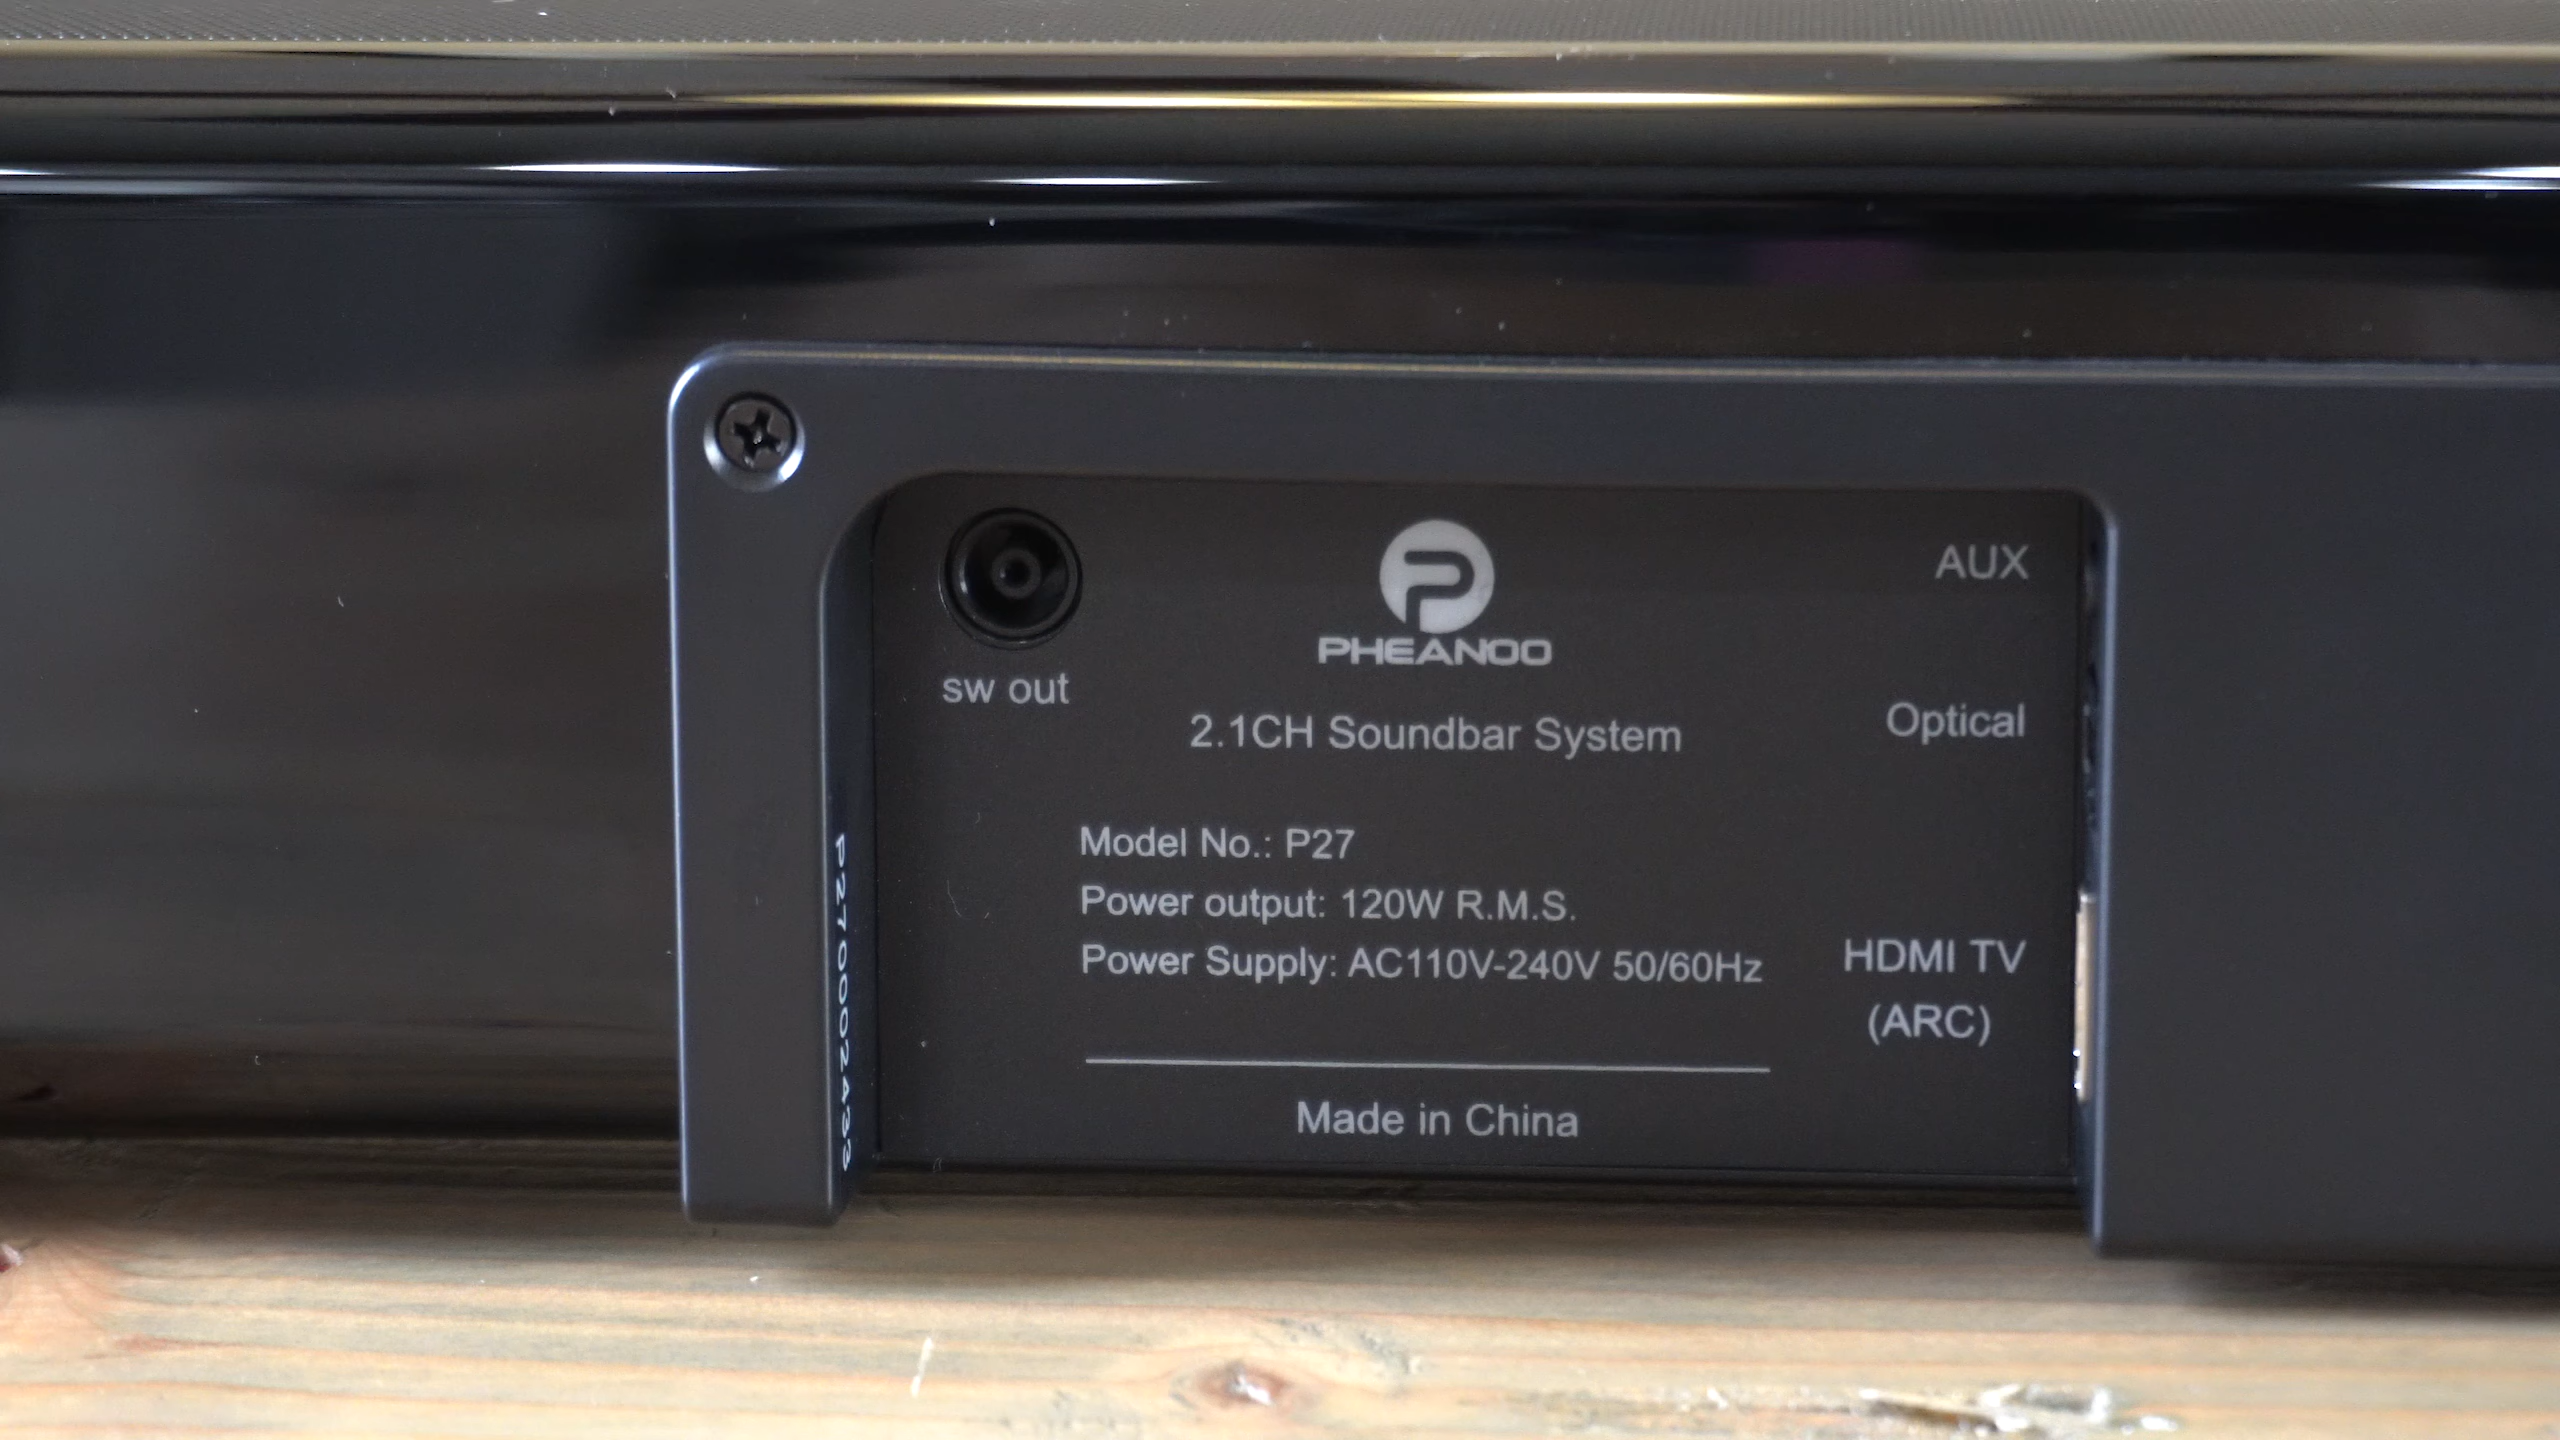 PHEANOO
sw out
2.1CH Soundbar System
AUX
Optical
Model No.: P27
Power output: 120W R.M.S.
Power Supply: AC110V-240V 50/60Hz
HDMI TV
(ARC)
Made in China
P270002A33